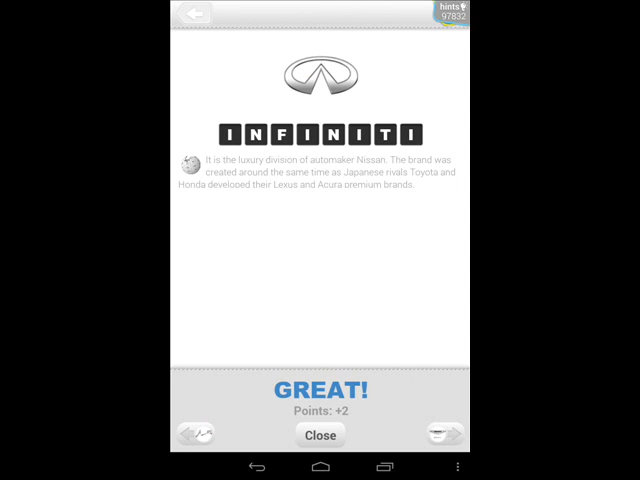 hints
97832
INFINITI
It is the luxury division of automaker Nissan. The brand was
created around the same time as Japanese rivals Toyota and
Honda developed their Lexus and Acura premium brands.
GREAT!
Points: +2
Close